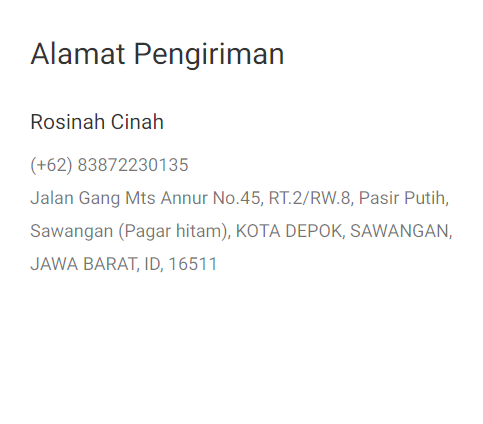 Alamat Pengiriman
Rosinah Cinah
(+62) 83872230135
Jalan Gang Mts Annur No.45, RT.2/RW.8, Pasir Putih,
Sawangan (Pagar hitam), KOTA DEPOK, SAWANGAN,
JAWA BARAT, ID, 16511